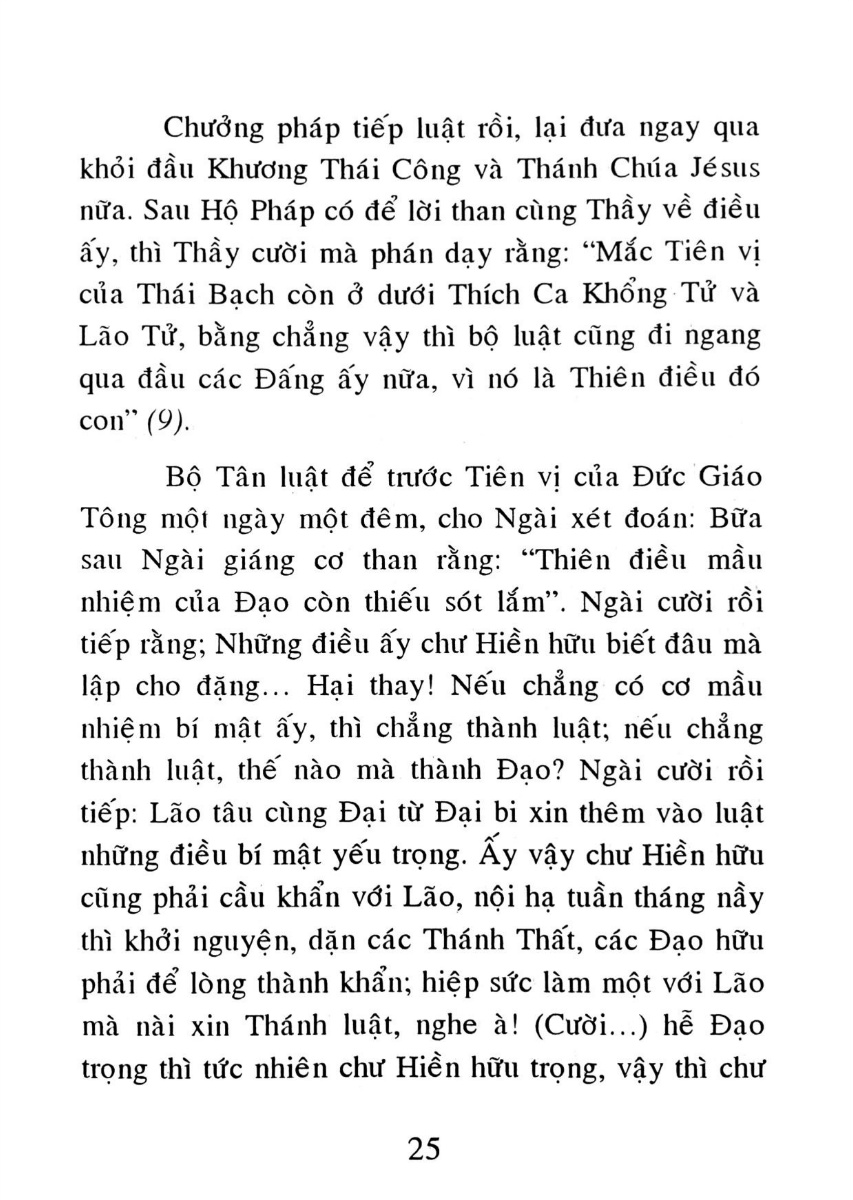 Chưởng pháp tiếp luật rồi, lại đưa ngay qua
khỏi đầu Khương Thái Công và Thánh Chúa Jésus
nữa. Sau Hộ Pháp có để lời than cùng Thầy về điều
ấy, thì Thầy cười mà phán dạy rằng: “Mắc Tiên vị
của Thái Bạch còn ở dưới Thích Ca Khổng Tử và
Lão Tử, bằng chẳng vậy thì bộ luật cũng đi ngang
qua đầu các Đấng ấy nữa, vì nó là Thiên điều đó
con” (9).
Bộ Tân luật để trước Tiên vị của Đức Giáo
Tông một ngày một đêm, cho Ngài xét đoán: Bữa
sau Ngài giáng cơ than rằng: “Thiên điều mầu
nhiệm của Đạo còn thiếu sót lắm”. Ngài cười rồi
tiếp rằng; Những điều ấy chư Hiền hữu biết đâu mà
lập cho đặng... Hại thay! Nếu chẳng có cơ mầu
nhiệm bí mật ấy, thì chẳng thành luật; nếu chẳng
thành luật, thế nào mà thành Đạo? Ngài cười rồi
tiếp: Lão tâu cùng Đại từ Đại bi xin thêm vào luật
những điều bí mật yếu trọng. Ấy vậy chư Hiền hữu
cũng phải cầu khẩn với Lão, nội hạ tuần tháng nầy
thì khởi nguyện, dặn các Thánh Thất, các Đạo hữu
phải để lòng thành khẩn; hiệp sức làm một với Lão
mà nài xin Thánh luật, nghe à! (Cười...) hễ Đạo
trọng thì tức nhiên chư Hiền hữu trọng, vậy thì chư
25